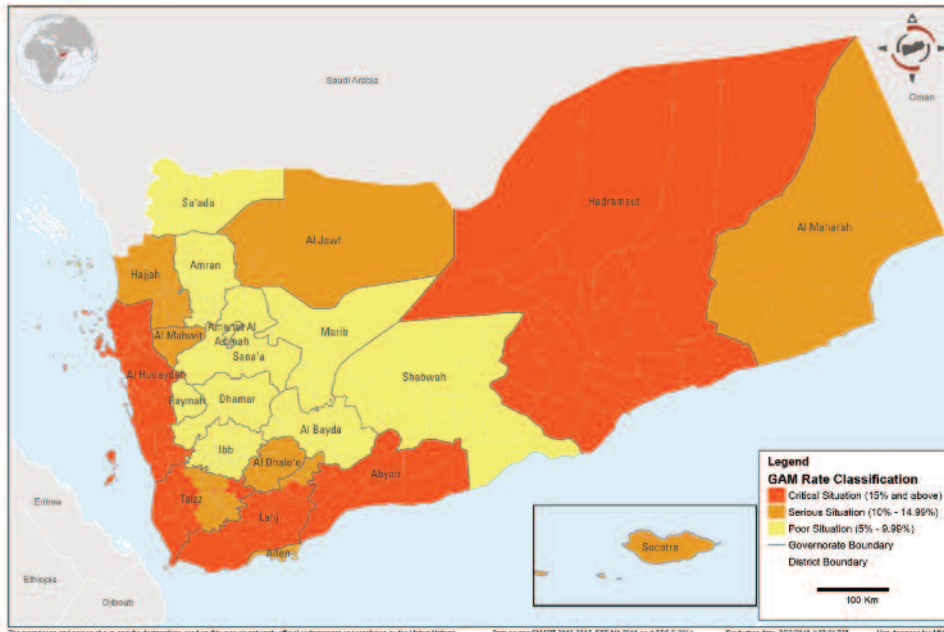 Saudi Arabia
Oman
Sa'ada
Hadramaut
Al Jawf
Al Maharah
Amran
Hajjah
Amanat Al
Asimah
Marib
Al Mahwit
Sana'a
Al Hudaydah
Shabwah
Raymah
Dhamar
Al Bayda
Ibb
Al Dhale'e
Abyan
Taizz
Lahj
Aden
Eritrea
Ethiopia
Djibouti
Socotra
Legend
GAM Rate Classification
Critical Situation (15% and above)
Serious Situation (10% - 14.99%)
Poor Situation (5% - 9.99%)
Governorate Boundary
District Boundary
100 Km